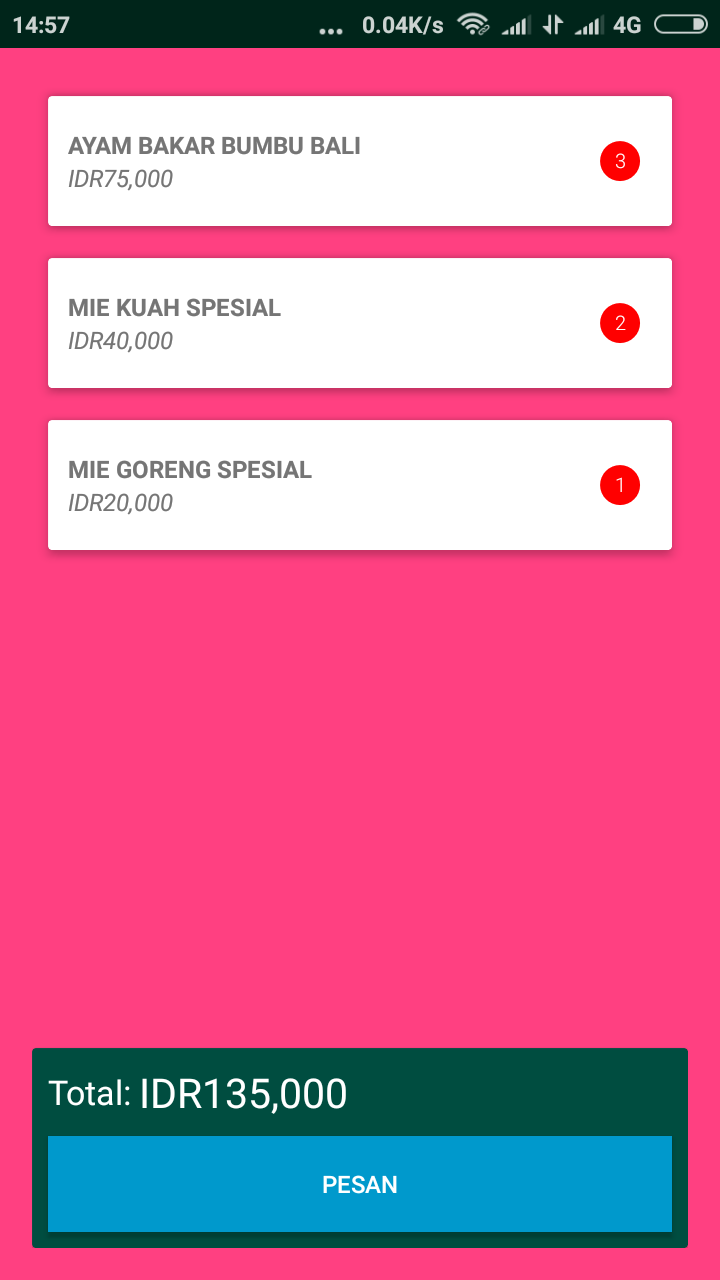 14:57
... 0.04K/s 4G
AYAM BAKAR BUMBU BALI
IDR75,000
3
MIE KUAH SPESIAL
IDR40,000
2
MIE GORENG SPESIAL
IDR20,000
1
Total: IDR135,000
PESAN